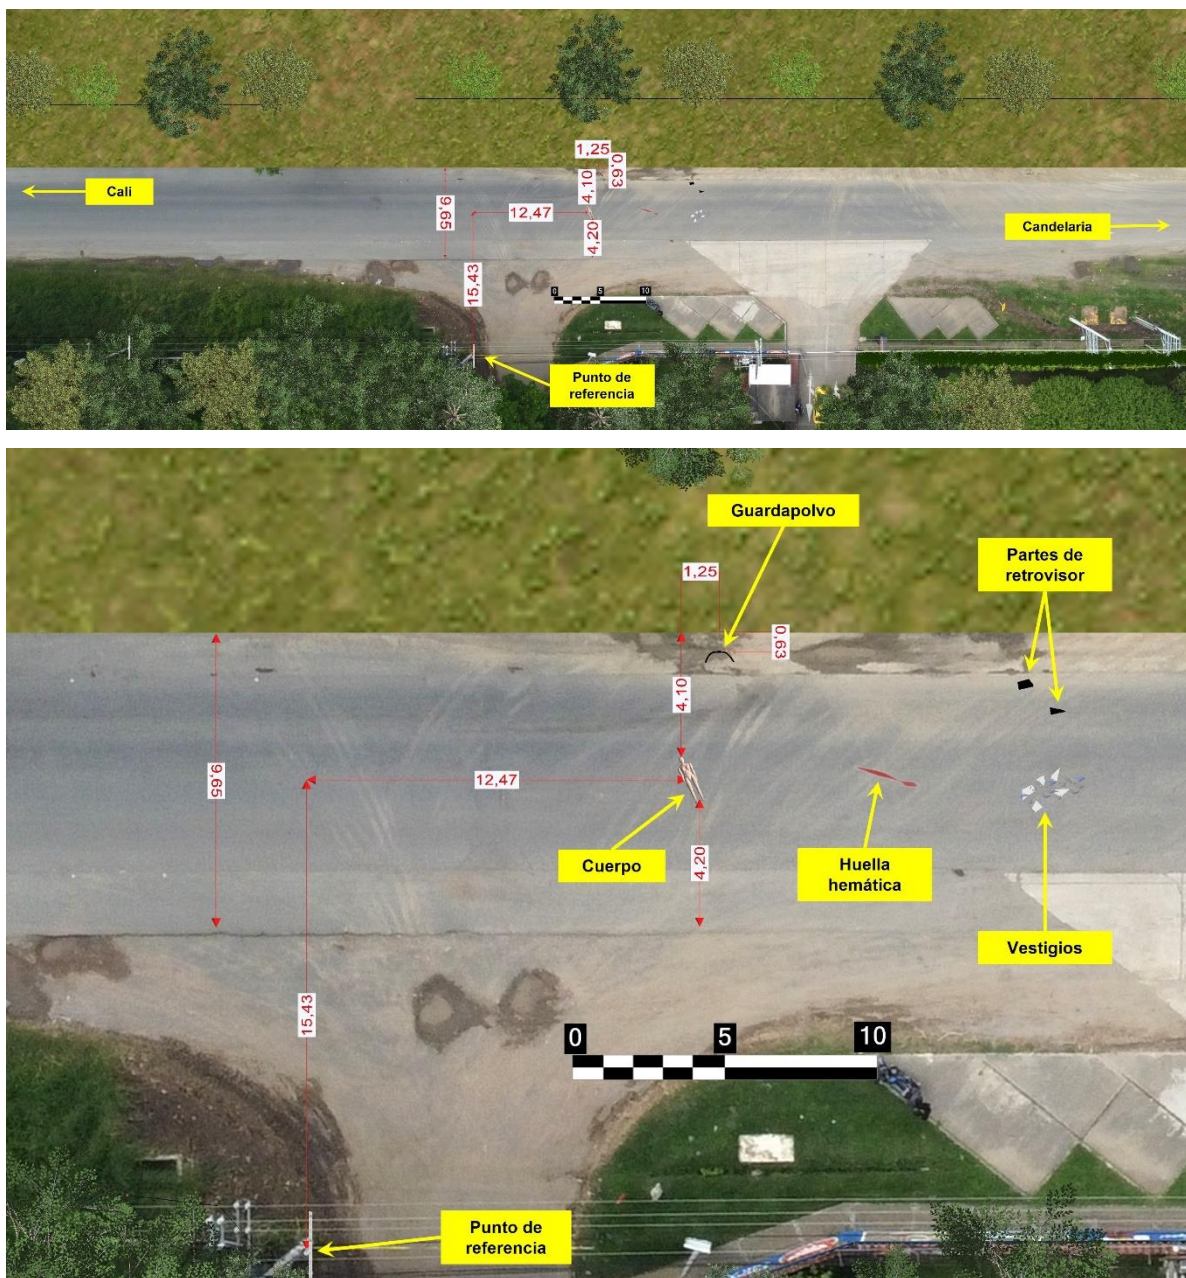 1,25
0,63
Cali
4,10
9,65
12,47
Candelaria
4,20
15,43
0
5
10
Punto de
referencia
Guardapolvo
Partes de
retrovisor
1,25
0,63
4,10
9,65
12,47
Cuerpo
4,20
Huella
hemática
Vestigios
15,43
0
5
10
Punto de
referencia